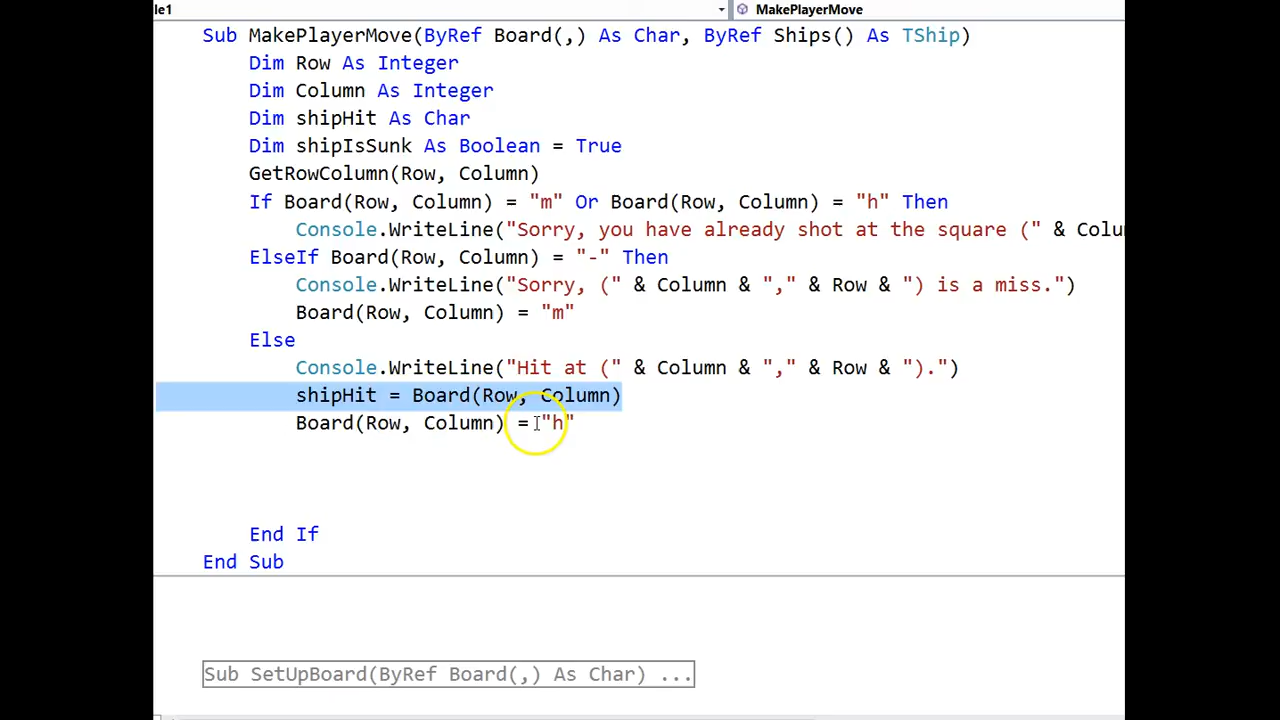 le1 MakePlayerMove
Sub MakePlayerMove(ByRef Board(,) As Char, ByRef Ships() As TShip)
Dim Row As Integer
Dim Column As Integer
Dim shipHit As Char
Dim shipIsSunk As Boolean = True
GetRowColumn(Row, Column)
If Board(Row, Column) = "m" Or Board(Row, Column) = "h" Then
Console.WriteLine("Sorry, you have already shot at the square (" & Colu
ElseIf Board(Row, Column) = "-" Then
Console.WriteLine("Sorry, (" & Column & "," & Row & ") is a miss.")
Board(Row, Column) = "m"
Else
Console.WriteLine("Hit at (" & Column & "," & Row & ").")
shipHit = Board(Row, Column)
Board(Row, Column) = "h"
End If
End Sub
Sub SetUpBoard(ByRef Board(,) As Char) ...